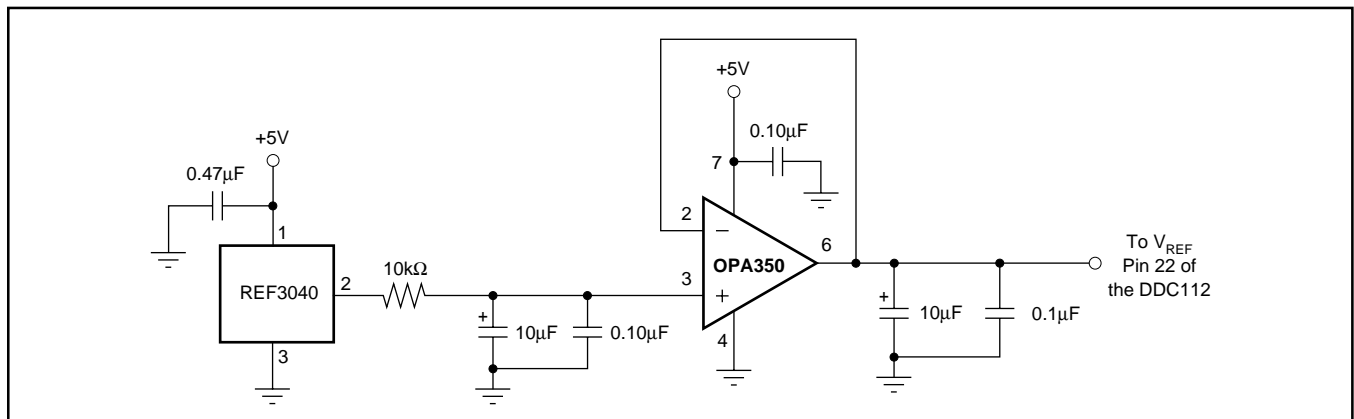 +5V
0.47µF
1
REF3040
2
3
10kΩ
+
10µF
0.10µF
+5V
7
0.10µF
2
−
3
+
OPA350
6
4
+
10µF
0.1µF
To VREF
Pin 22 of
the DDC112